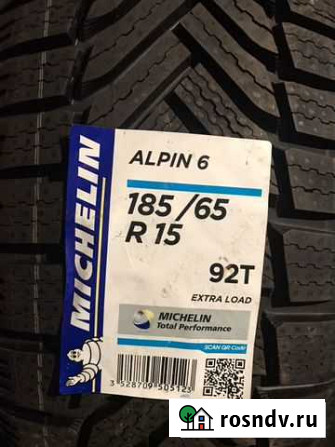 MICHELIN
ALPIN 6
185 /65
R 15
92T
EXTRA LOAD
MICHELIN
Total Performance
SCAN QR-Code
3 528709 505123
rosndv.ru